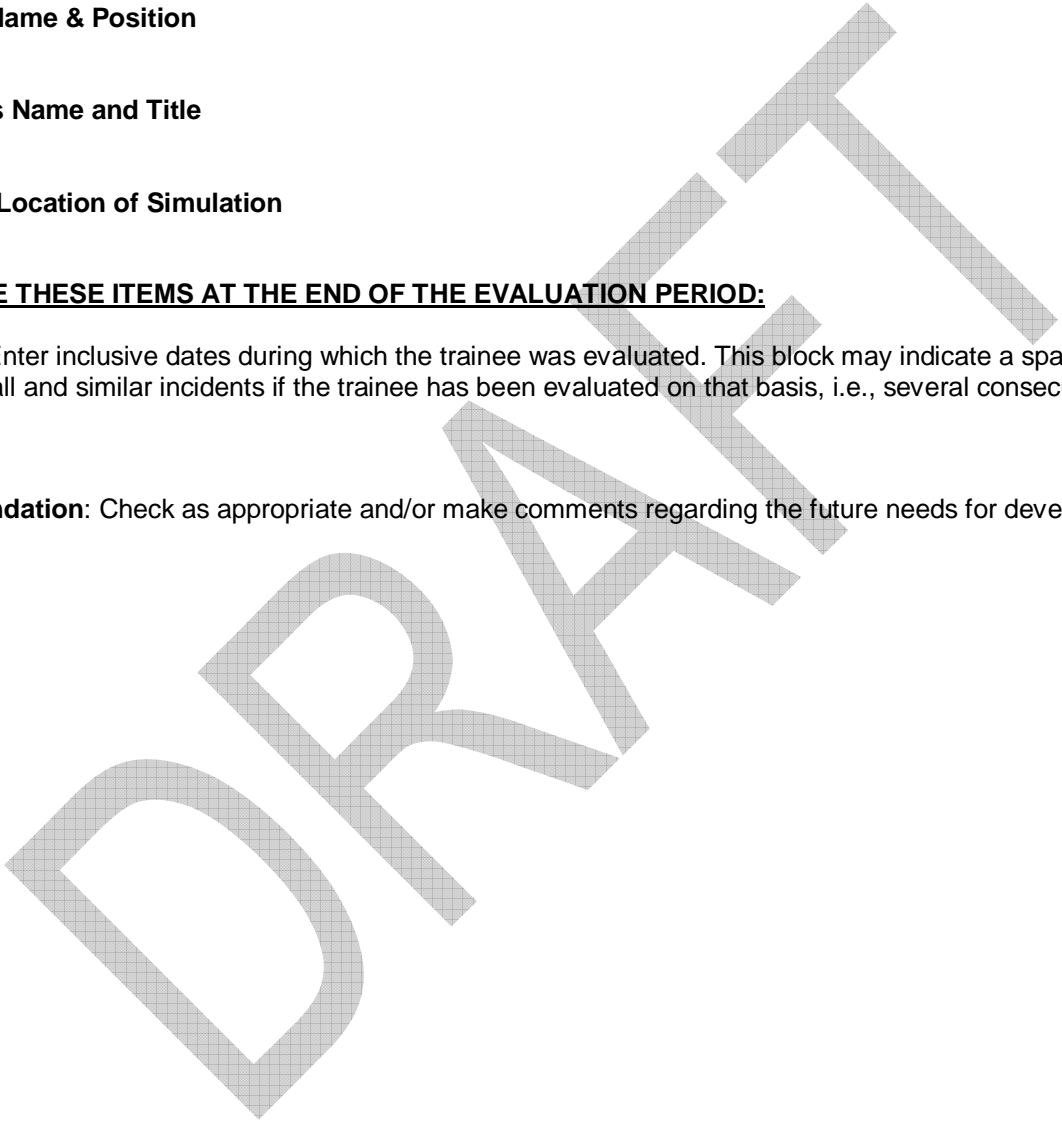 Name & Position
s Name and Title
Location of Simulation
E THESE ITEMS AT THE END OF THE EVALUATION PERIOD:
Enter inclusive dates during which the trainee was evaluated. This block may indicate a spa
all and similar incidents if the trainee has been evaluated on that basis, i.e., several consec
ndation: Check as appropriate and/or make comments regarding the future needs for deve
DRAFT